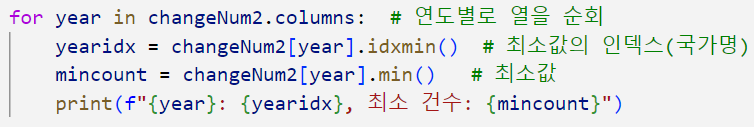 for year in changeNum2.columns:  # 연도별로 열을 순회
    yearidx = changeNum2[year].idxmin()  # 최소값의 인덱스(국가명)
    mincount = changeNum2[year].min()   # 최소값
    print(f"{year}: {yearidx}, 최소 건수: {mincount}")